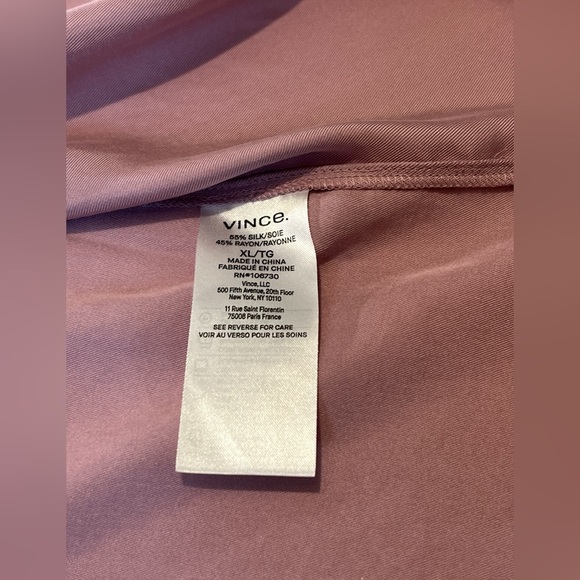 VINCE.
55% SILK/SOIE
45% RAYON/RAYONNE
XL/TG
MADE IN CHINA
FABRIQUÉ EN CHINE
RN#106730
Vince, LLC
500 Fifth Avenue, 20th Floor
New York, NY 10110
11 Rue Saint Florentin
75008 Paris France
SEE REVERSE FOR CARE
VOIR AU VERSO POUR LES SOINS